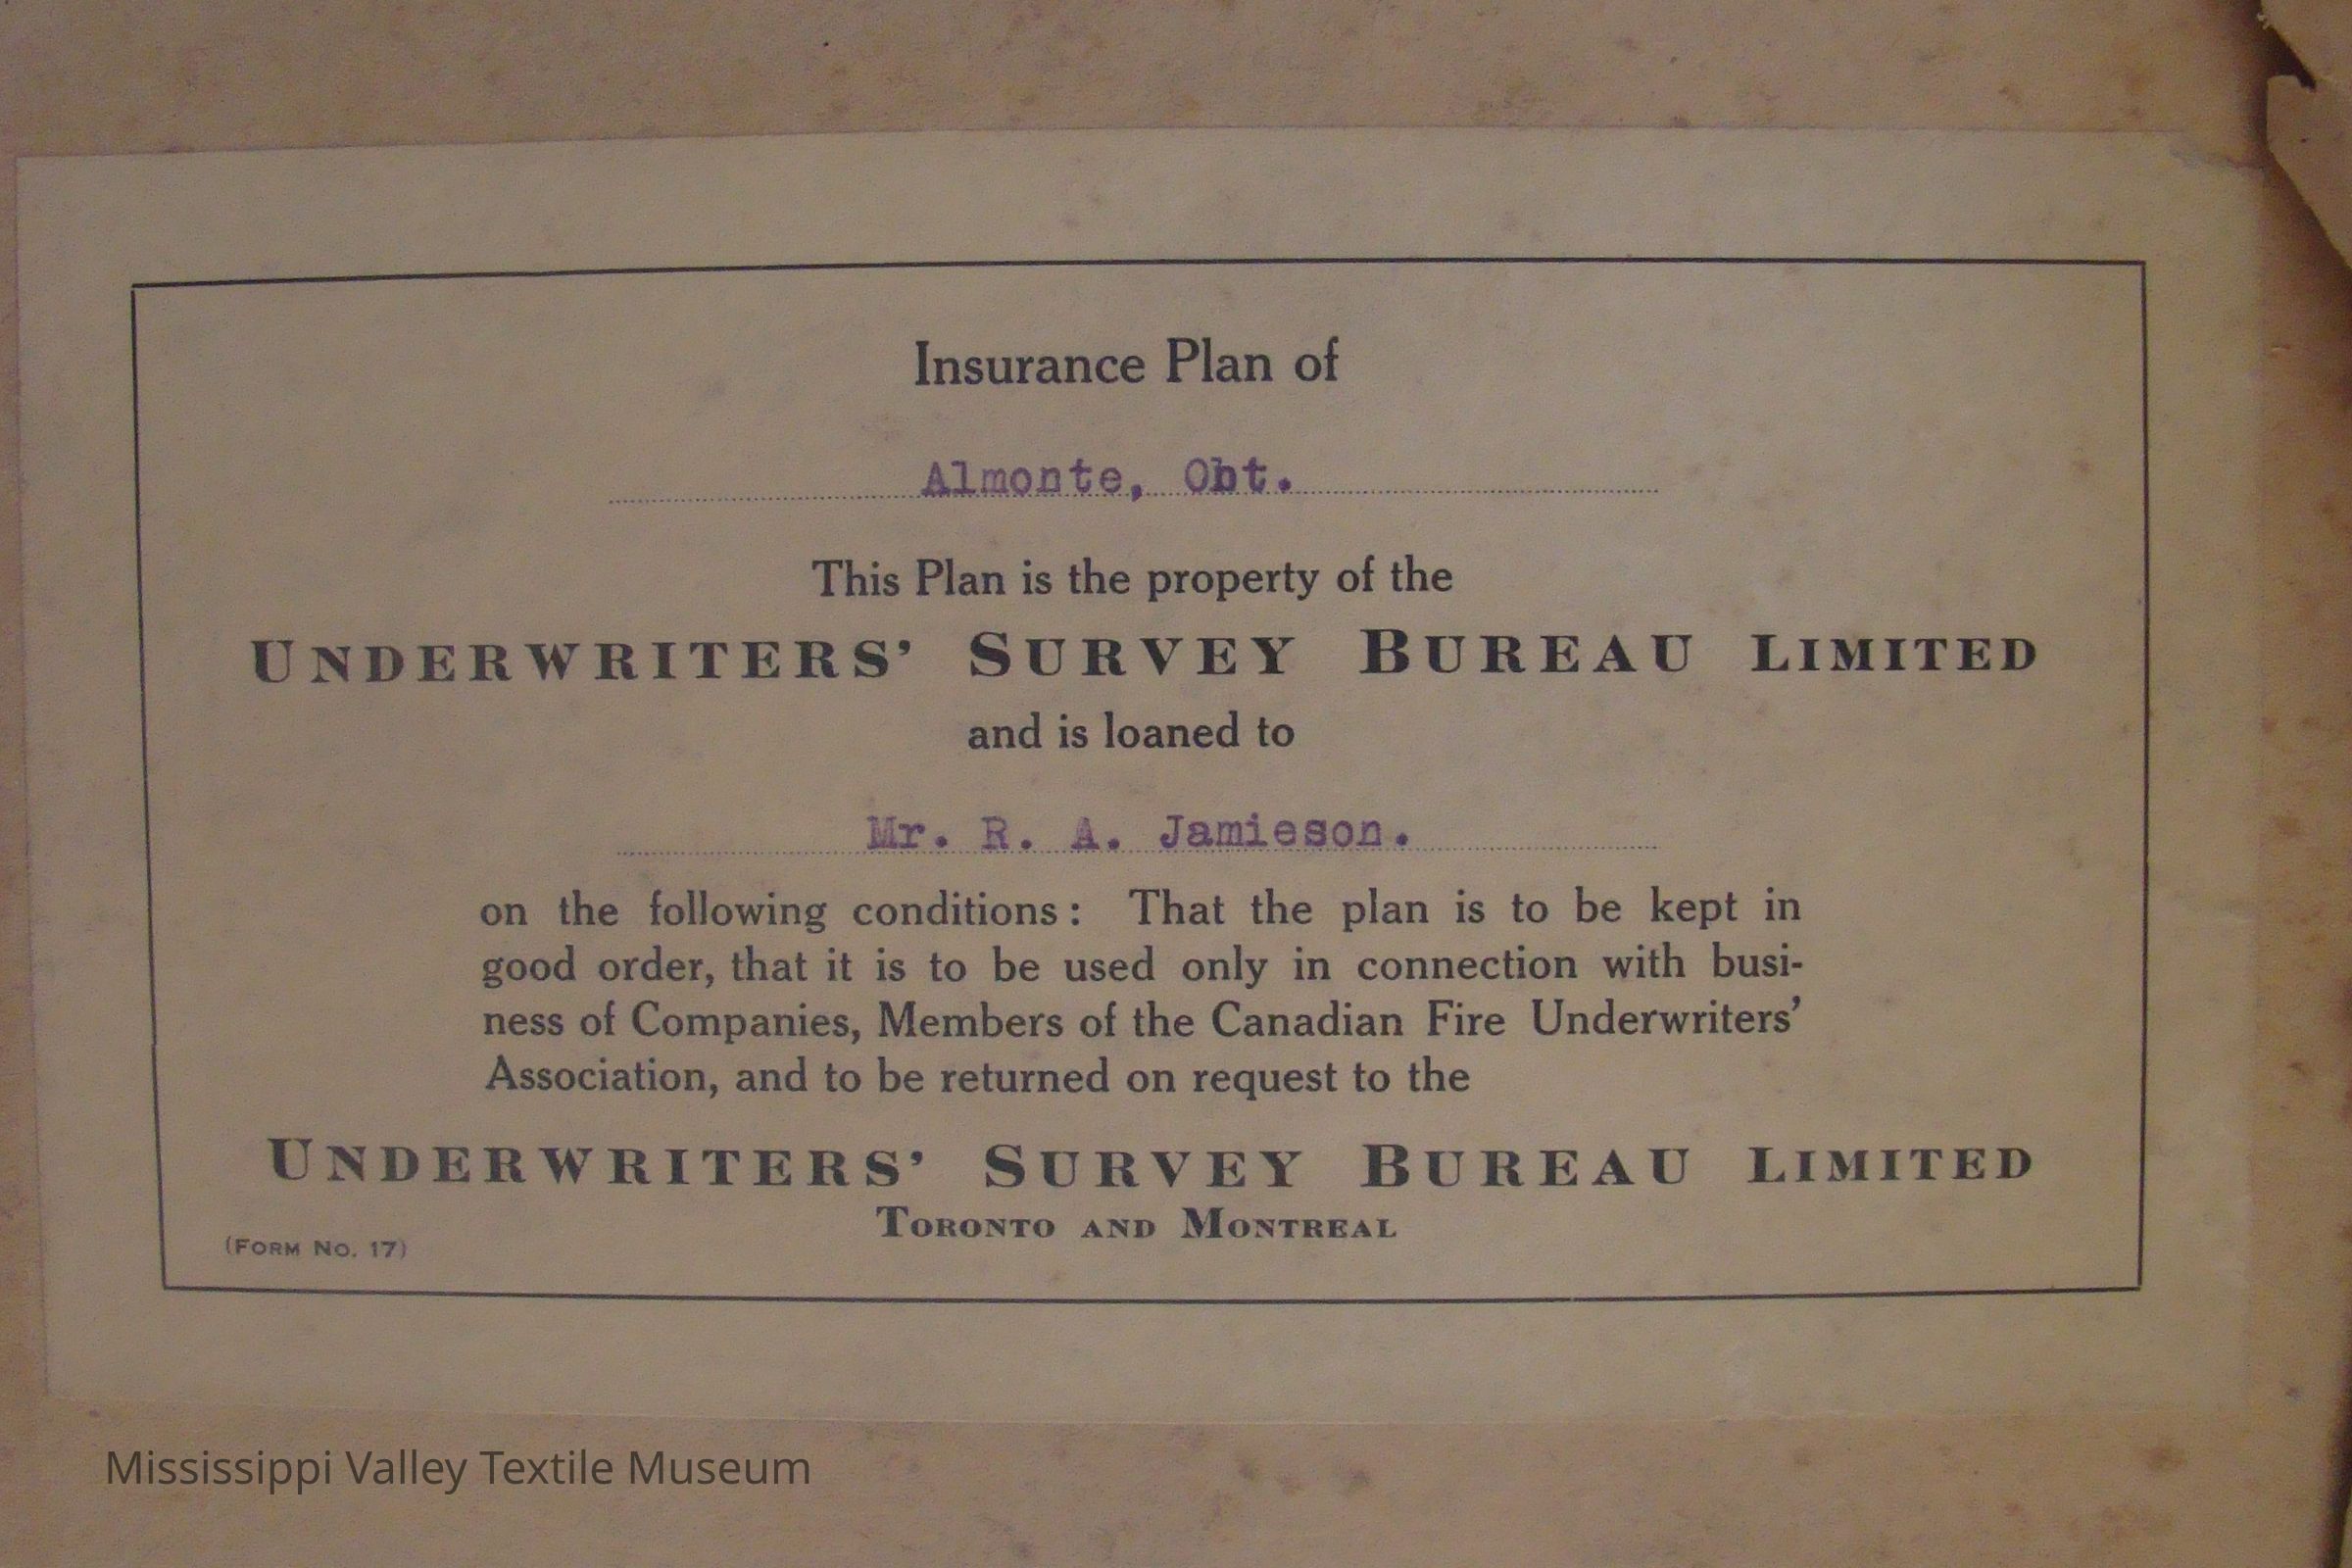 Insurance Plan of
Almonte, Ont.
This Plan is the property of the
UNDERWRITERS' SURVEY BUREAU LIMITED
and is loaned to
Mr. R. A. Jamieson.
on the following conditions: That the plan is to be kept in
good order, that it is to be used only in connection with busi-
ness of Companies, Members of the Canadian Fire Underwriters'
Association, and to be returned on request to the
UNDERWRITERS' SURVEY BUREAU LIMITED
TORONTO AND MONTREAL
(FORM NO. 17)
Mississippi Valley Textile Museum